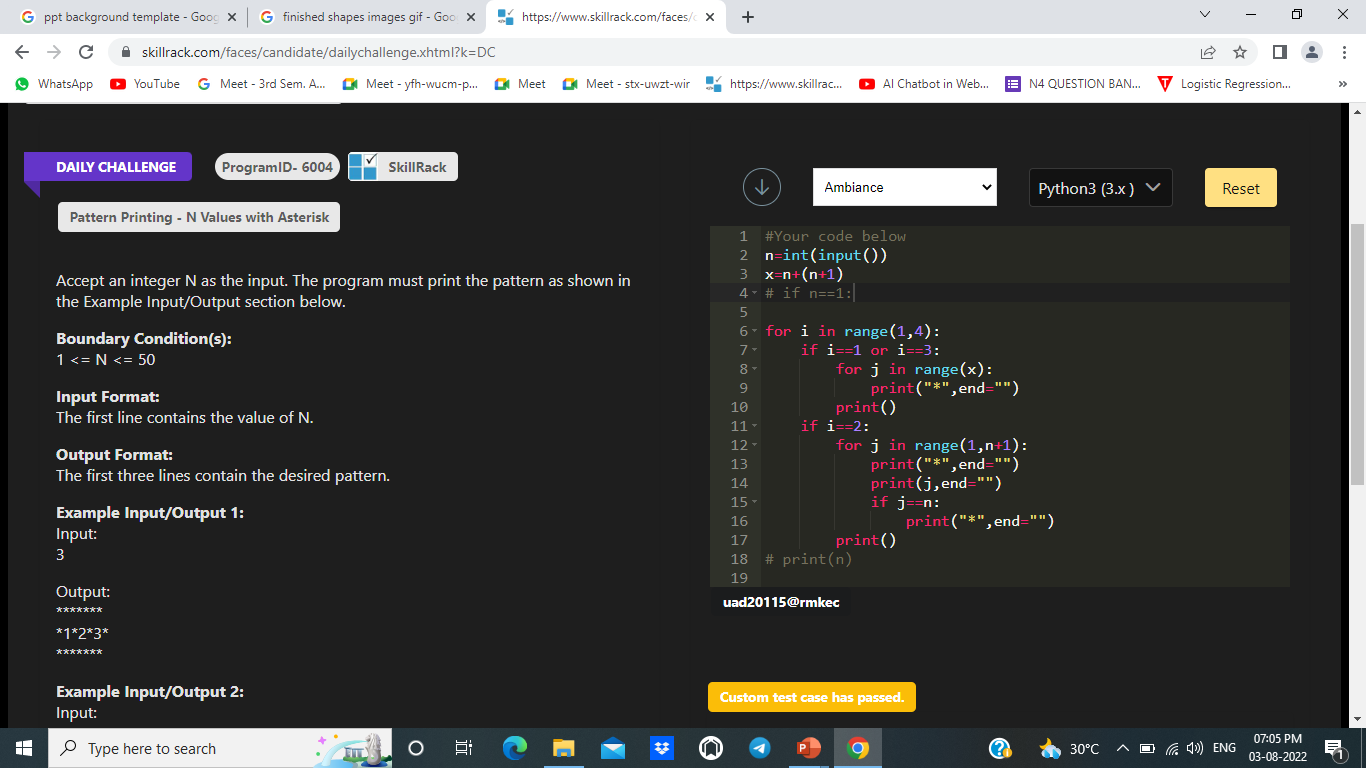 ppt background template - Goog
finished shapes images gif - Goo
https://www.skillrack.com/faces/c
skillrack.com/faces/candidate/dailychallenge.xhtml?k=DC
WhatsApp
YouTube
Meet - 3rd Sem. A...
Meet - yfh-wucm-p...
Meet
Meet - stx-uwzt-wir
https://www.skillrac...
AI Chatbot in Web...
N4 QUESTION BAN...
Logistic Regression...
»
DAILY CHALLENGE
ProgramID- 6004
SkillRack
Pattern Printing - N Values with Asterisk
Accept an integer N as the input. The program must print the pattern as shown in
the Example Input/Output section below.
Boundary Condition(s):
1 <= N <= 50
Input Format:
The first line contains the value of N.
Output Format:
The first three lines contain the desired pattern.
Example Input/Output 1:
Input:
3
Output:
*******
*1*2*3*
*******
Example Input/Output 2:
Input:
Ambiance
Python3 (3.x )
Reset
1 #Your code below
2 n=int(input())
3 x=n+(n+1)
4 # if n==1:
5
6 for i in range(1,4):
7     if i==1 or i==3:
8         for j in range(x):
9             print("*",end="")
10         print()
11     if i==2:
12         for j in range(1,n+1):
13             print("*",end="")
14             print(j,end="")
15             if j==n:
16                 print("*",end="")
17         print()
18 # print(n)
19
uad20115@rmkec
Custom test case has passed.
Type here to search
30°C
ENG
07:05 PM
03-08-2022
1